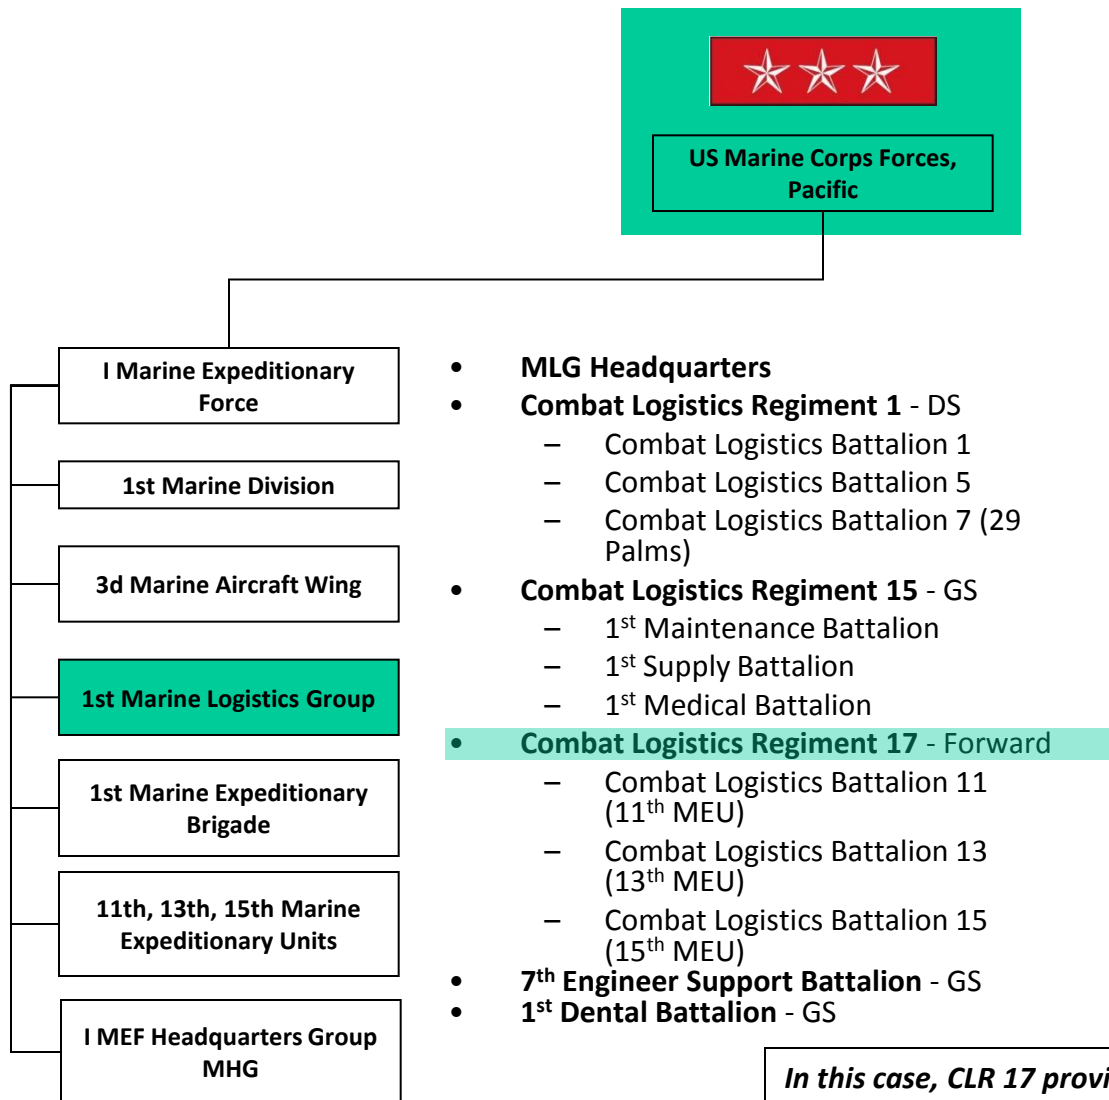 US Marine Corps Forces,
Pacific
I Marine Expeditionary
Force
1st Marine Division
3d Marine Aircraft Wing
1st Marine Logistics Group
1st Marine Expeditionary
Brigade
11th, 13th, 15th Marine
Expeditionary Units
I MEF Headquarters Group
MHG
• MLG Headquarters
• Combat Logistics Regiment 1 - DS
– Combat Logistics Battalion 1
– Combat Logistics Battalion 5
– Combat Logistics Battalion 7 (29
Palms)
• Combat Logistics Regiment 15 - GS
– 1st Maintenance Battalion
– 1st Supply Battalion
– 1st Medical Battalion
• Combat Logistics Regiment 17 - Forward
– Combat Logistics Battalion 11
(11th MEU)
– Combat Logistics Battalion 13
(13th MEU)
– Combat Logistics Battalion 15
(15th MEU)
• 7th Engineer Support Battalion - GS
• 1st Dental Battalion - GS
In this case, CLR 17 provi